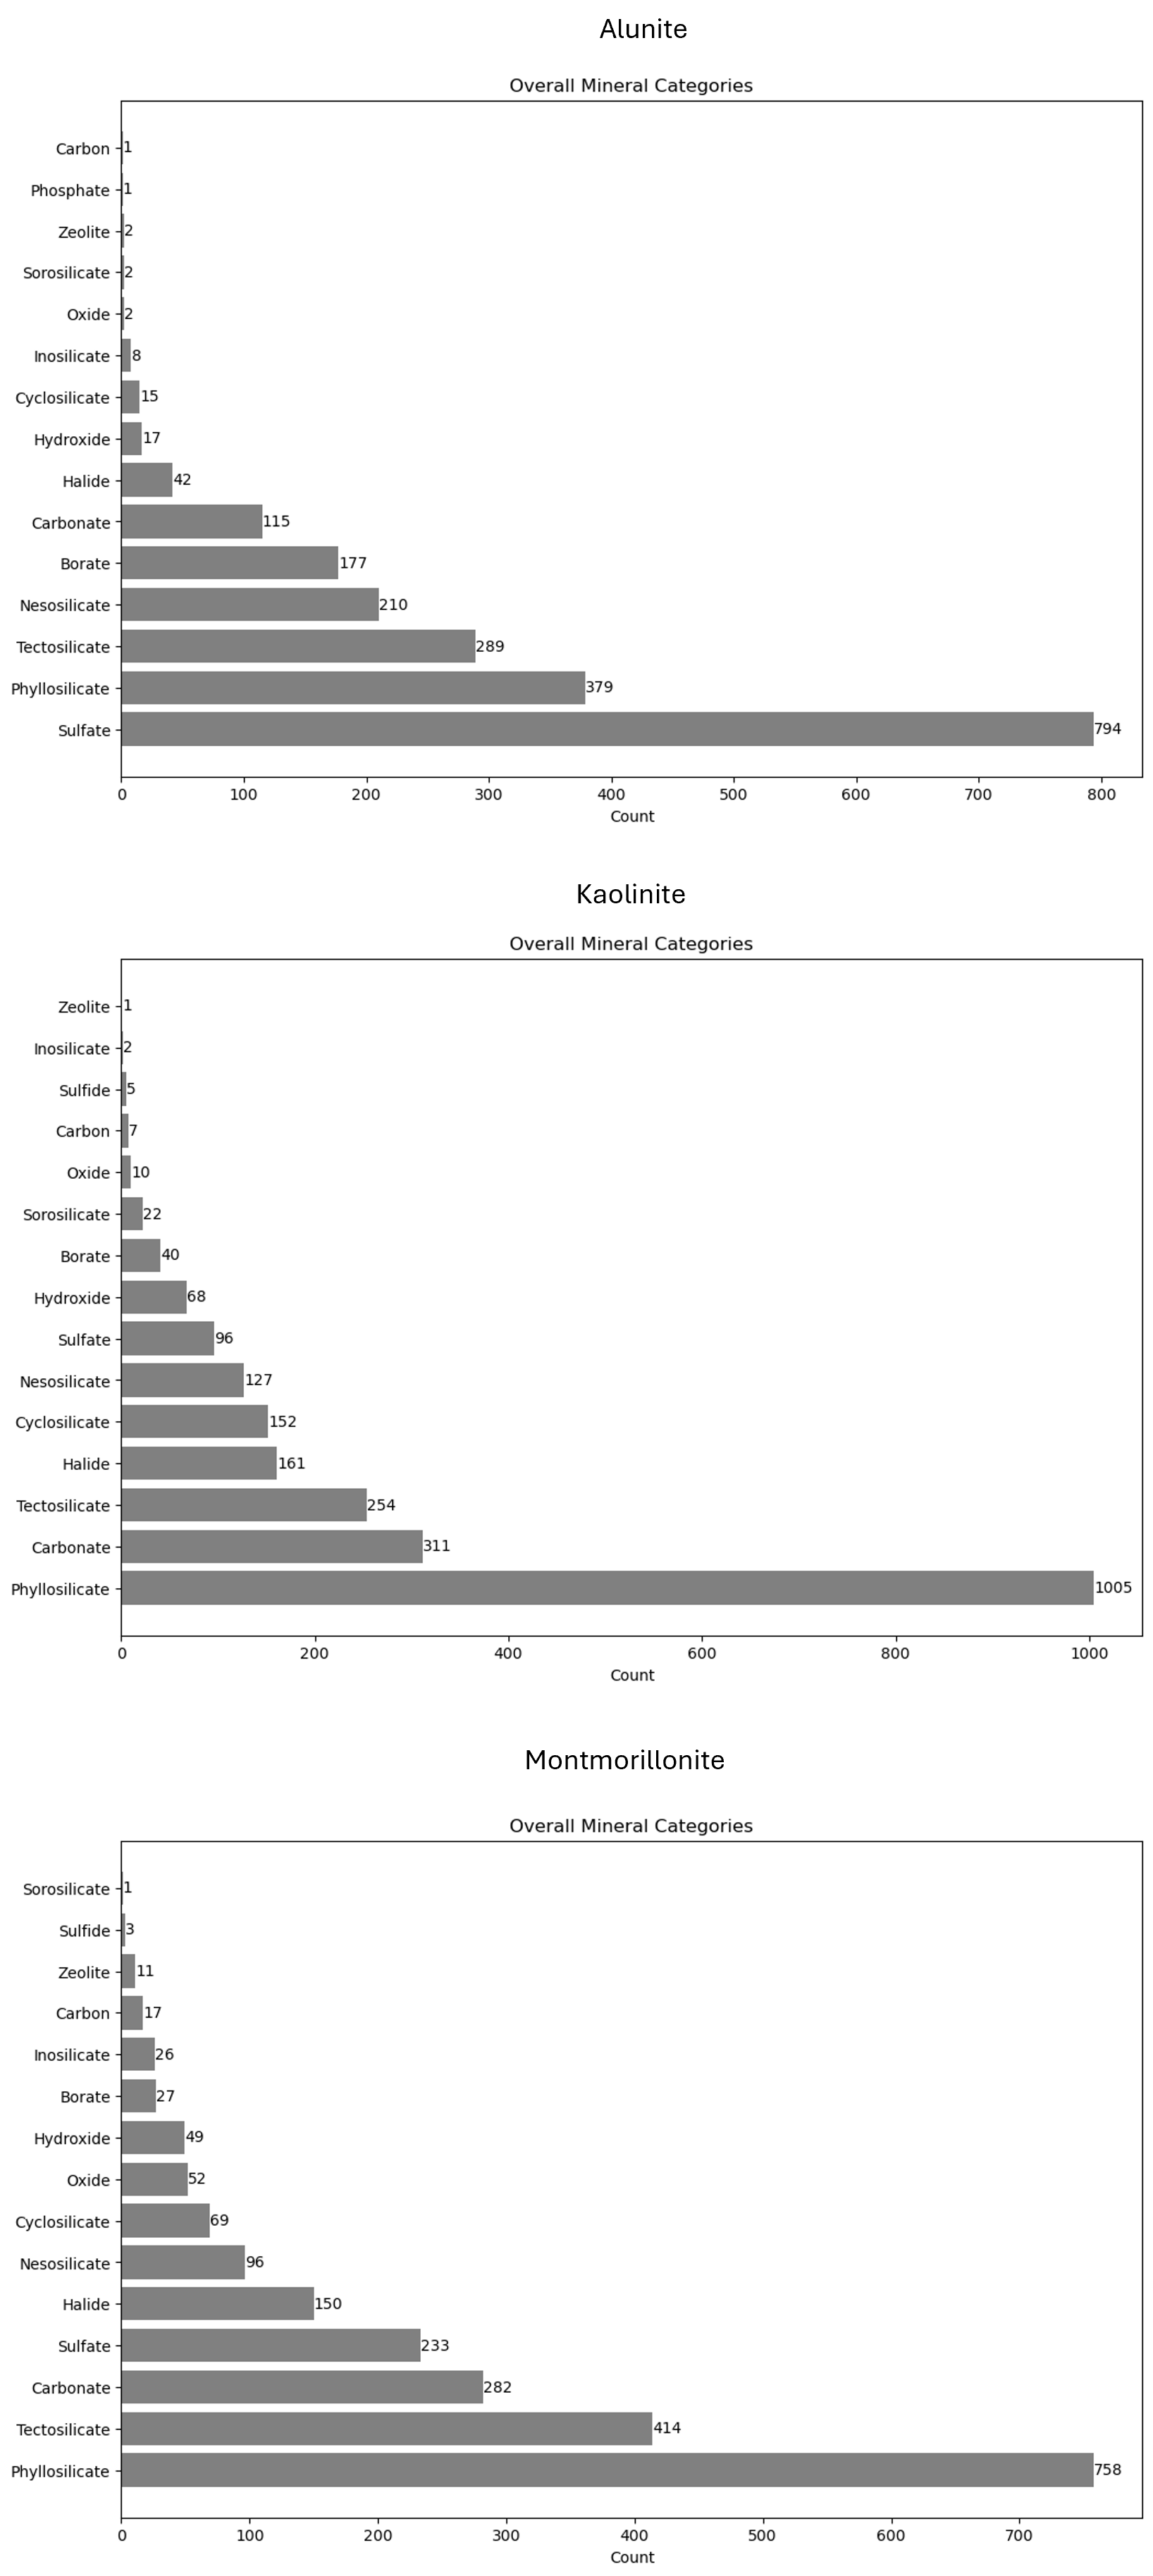 Alunite
Overall Mineral Categories
Carbon 1
Phosphate 1
Zeolite 2
Sorosilicate 2
Oxide 2
Inosilicate 8
Cyclosilicate 15
Hydroxide 17
Halide 42
Carbonate 115
Borate 177
Nesosilicate 210
Tectosilicate 289
Phyllosilicate 379
Sulfate 794
0 100 200 300 400 500 600 700 800
Count
Kaolinite
Overall Mineral Categories
Zeolite 1
Inosilicate 2
Sulfide 5
Carbon 7
Oxide 10
Sorosilicate 22
Borate 40
Hydroxide 68
Sulfate 96
Nesosilicate 127
Cyclosilicate 152
Halide 161
Tectosilicate 254
Carbonate 311
Phyllosilicate 1005
0 200 400 600 800 1000
Count
Montmorillonite
Overall Mineral Categories
Sorosilicate 1
Sulfide 3
Zeolite 11
Carbon 17
Inosilicate 26
Borate 27
Hydroxide 49
Oxide 52
Cyclosilicate 69
Nesosilicate 96
Halide 150
Sulfate 233
Carbonate 282
Tectosilicate 414
Phyllosilicate 758
0 100 200 300 400 500 600 700
Count